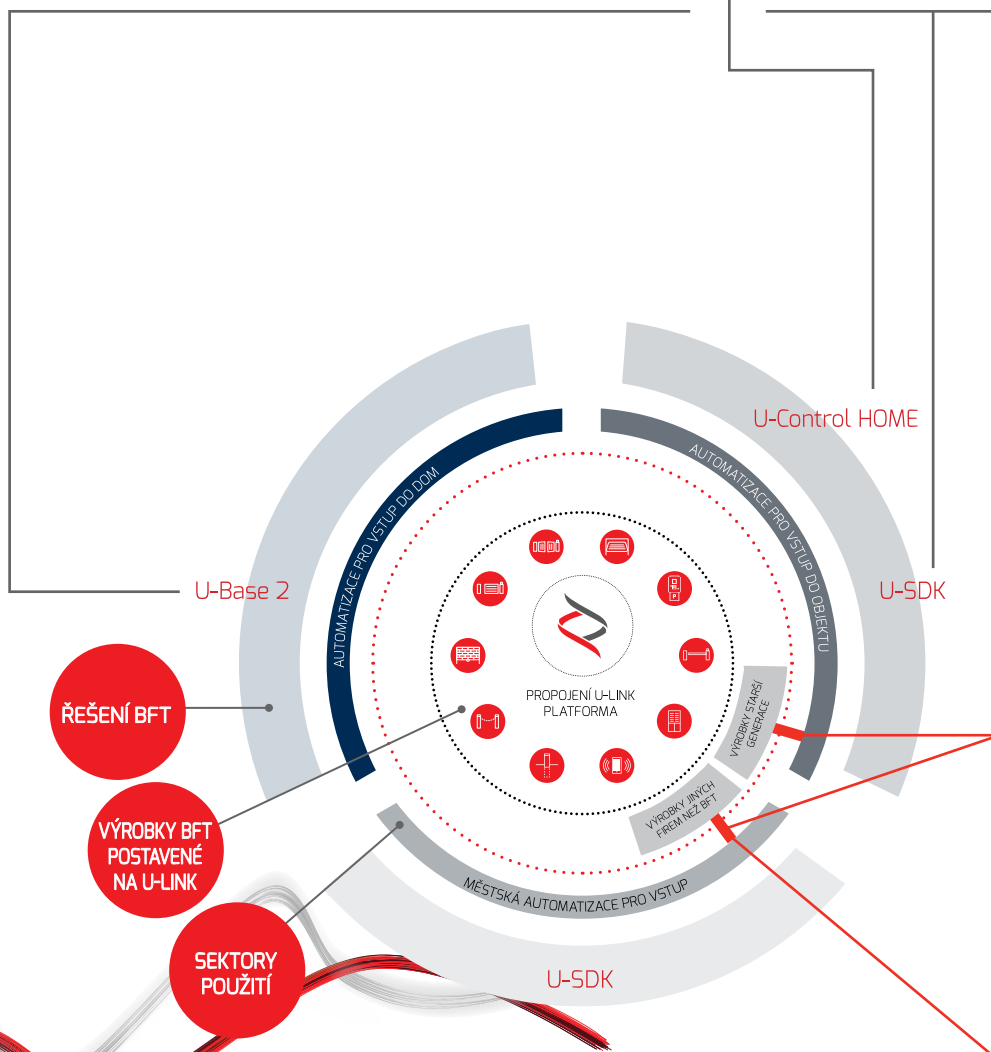 U-Control HOME
AUTOMATIZACE PRO VSTUP DO DOM
AUTOMATIZACE PRO VSTUP DO OBJEKTU
U-Base 2
U-SDK
P
PROPOJENÍ U-LINK
PLATFORMA
ŘEŠENÍ BFT
VÝROBKY STARŠÍ
GENERACE
VÝROBKY JINÝCH
FIREM NEŽ BFT
VÝROBKY BFT
POSTAVENÉ
NA U-LINK
MĚSTSKÁ AUTOMATIZACE PRO VSTUP
SEKTORY
POUŽITÍ
U-SDK